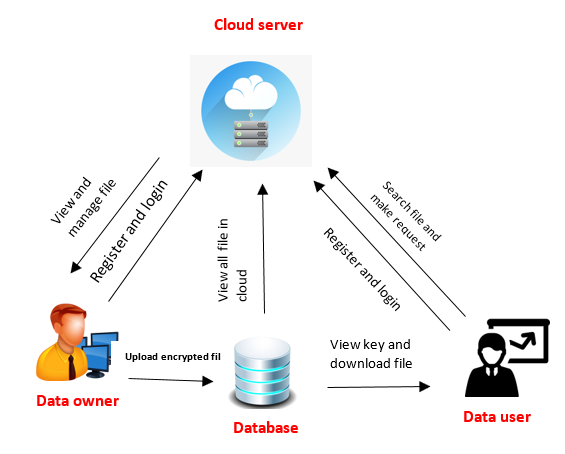 Cloud server
View and
manage file
Register and login
View all file in
cloud
Search file and
make request
Register and login
Upload encrypted fil
View key and
download file
Data owner
Database
Data user